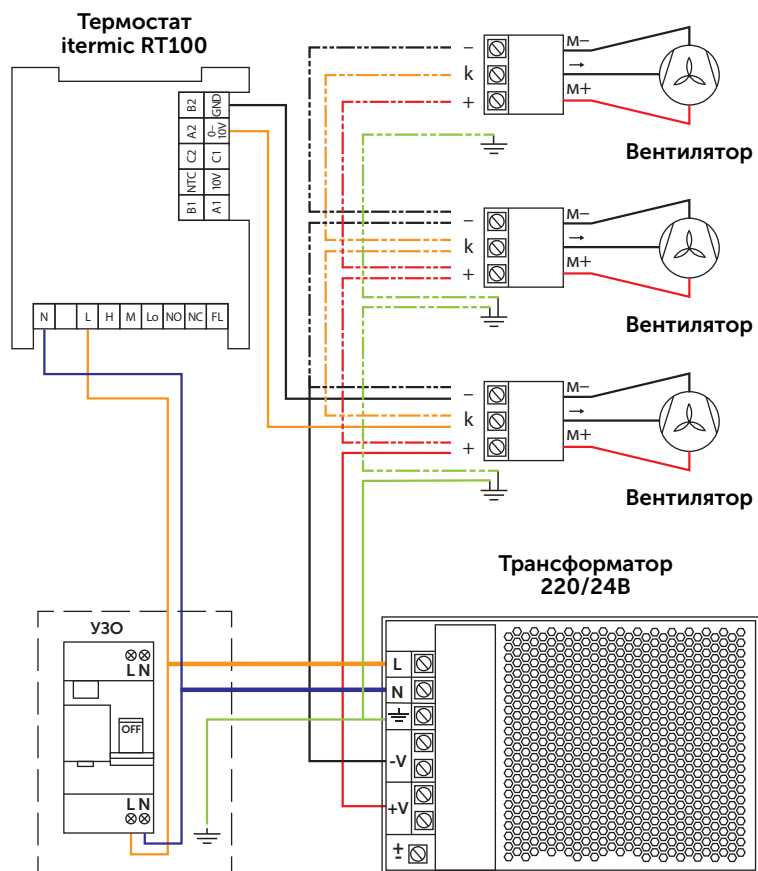 Термостат
itermic RT100
B2 GND
A2 0–10V
C2 C1
NTC 10V
B1 A1
N L H M Lo NO NC FL
–
k
+
M–
→
M+
Вентилятор
–
k
+
M–
→
M+
Вентилятор
–
k
+
M–
→
M+
Вентилятор
Трансформатор
220/24В
УЗО
L N
OFF
L N
L
N
-V
+V
±